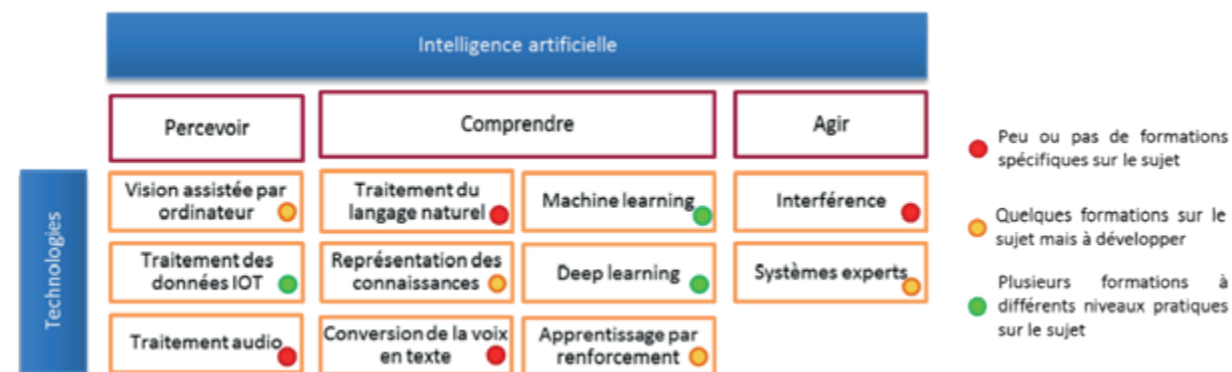 Intelligence artificielle
Percevoir
Comprendre
Agir
Technologies
Vision assistée par
ordinateur
Traitement du
langage naturel
Machine learning
Interférence
Traitement des
données IOT
Représentation des
connaissances
Deep learning
Systèmes experts
Traitement audio
Conversion de la voix
en texte
Apprentissage par
renforcement
Peu ou pas de formations
spécifiques sur le sujet
Quelques formations sur le
sujet mais à développer
Plusieurs formations à
différents niveaux pratiques
sur le sujet